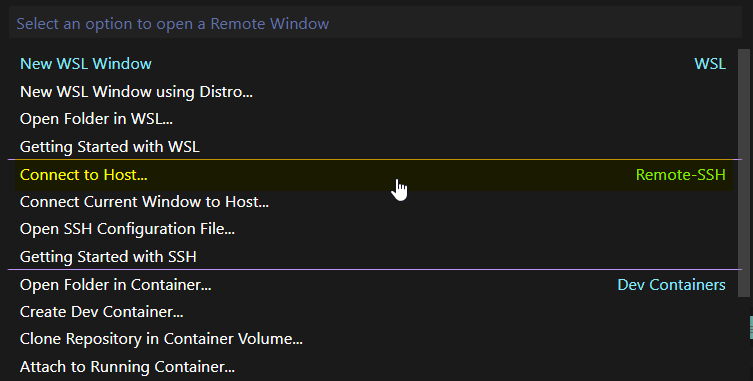 Select an option to open a Remote Window
New WSL Window WSL
New WSL Window using Distro...
Open Folder in WSL...
Getting Started with WSL
Connect to Host... Remote-SSH
Connect Current Window to Host...
Open SSH Configuration File...
Getting Started with SSH
Open Folder in Container... Dev Containers
Create Dev Container...
Clone Repository in Container Volume...
Attach to Running Container...